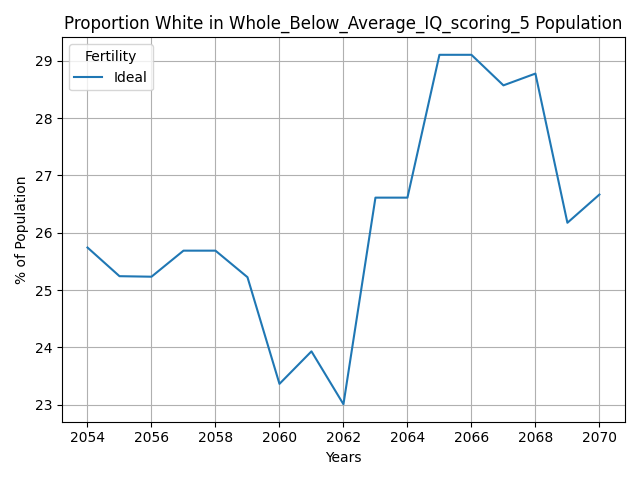 Proportion White in Whole_Below_Average_IQ_scoring_5 Population
Fertility
Ideal
% of Population
29
28
27
26
25
24
23
2054 2056 2058 2060 2062 2064 2066 2068 2070
Years